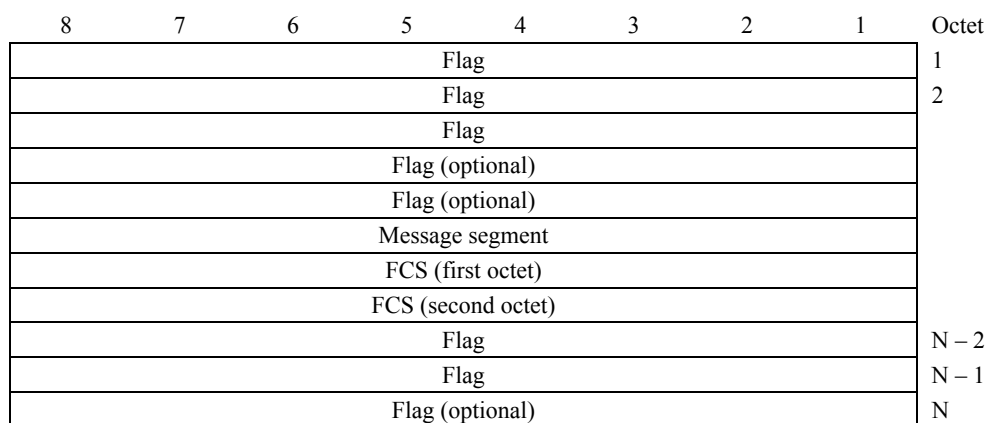 8 7 6 5 4 3 2 1 Octet
Flag 1
Flag 2
Flag
Flag (optional)
Flag (optional)
Message segment
FCS (first octet)
FCS (second octet)
Flag N – 2
Flag N – 1
Flag (optional) N